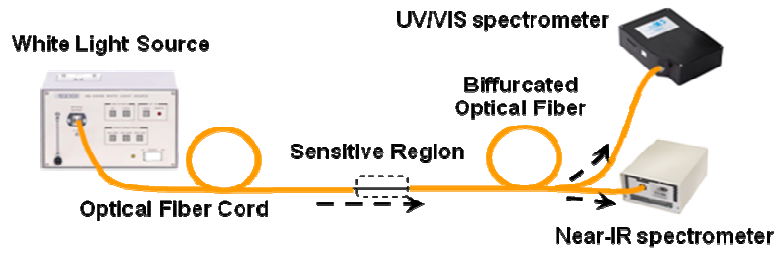 UV/VIS spectrometer
White Light Source
Biffurcated
Optical Fiber
Sensitive Region
Optical Fiber Cord
Near-IR spectrometer